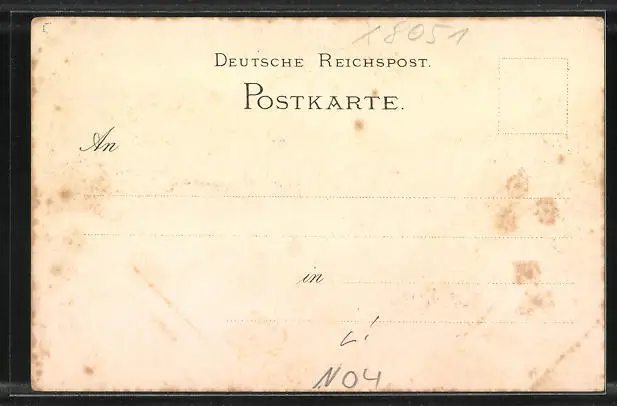 18051
DEUTSCHE REICHSPOST.
POSTKARTE.
An
in
L!
N04